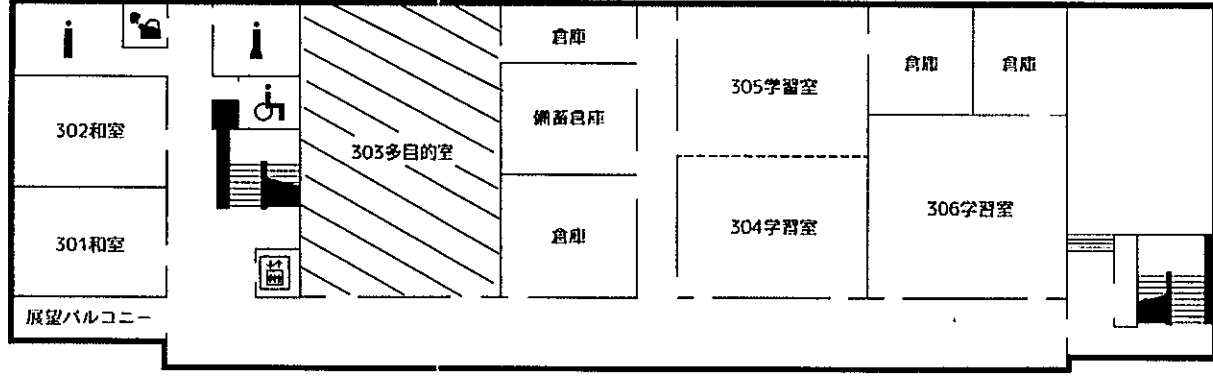 倉庫
倉庫
倉庫
305学習室
302和室
備蓄倉庫
303多目的室
301和室
倉庫
304学習室
306学習室
展望バルコニー